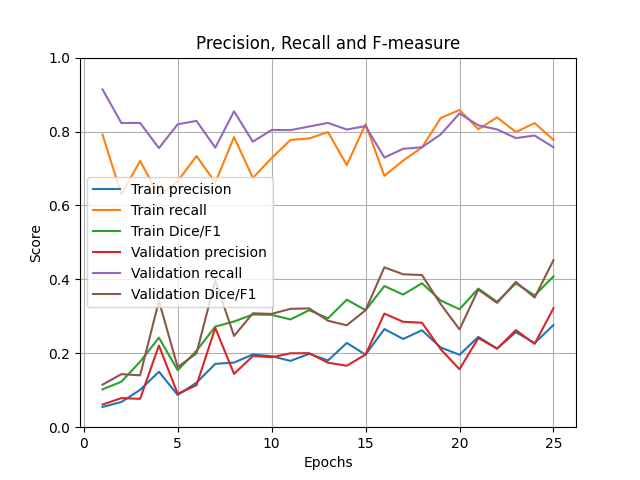 Precision, Recall and F-measure
1.0
0.8
0.6
0.4
0.2
0.0
Score
Train precision
Train recall
Train Dice/F1
Validation precision
Validation recall
Validation Dice/F1
0 5 10 15 20 25
Epochs